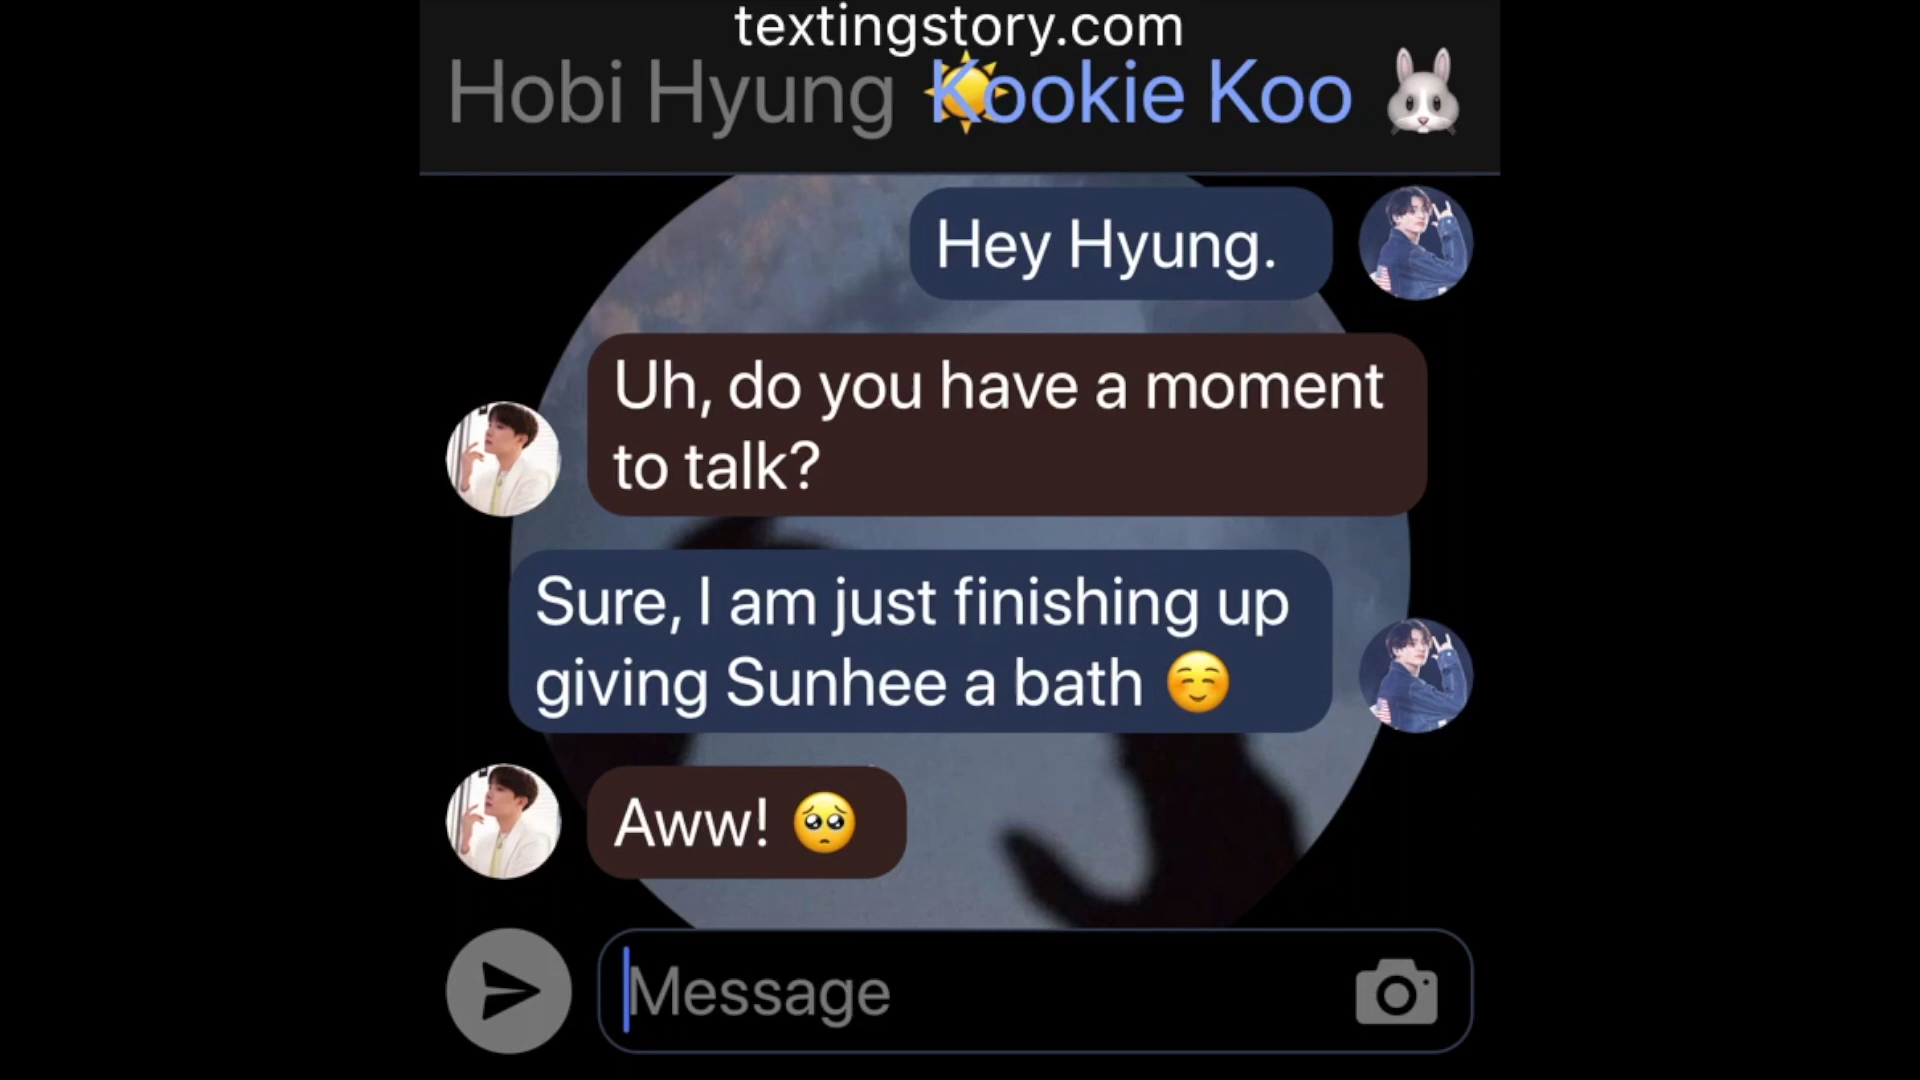 textingstory.com
Hobi Hyung ☀️ Kookie Koo 🐰
Hey Hyung.
Uh, do you have a moment
to talk?
Sure, I am just finishing up
giving Sunhee a bath ☺️
Aww! 🥺
Message